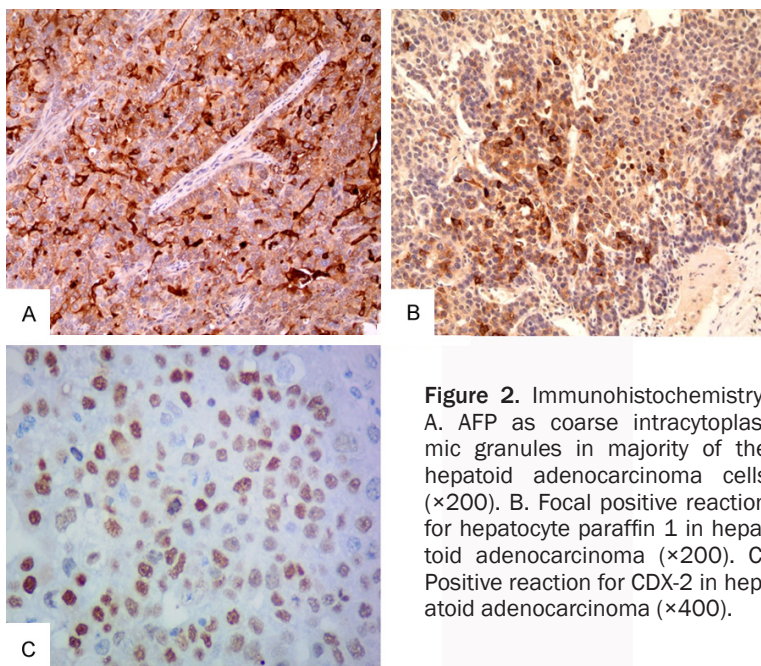 A
B
C
Figure 2. Immunohistochemistry
A. AFP as coarse intracytoplas
mic granules in majority of the
hepatoid adenocarcinoma cells
(×200). B. Focal positive reaction
for hepatocyte paraffin 1 in hepa
toid adenocarcinoma (×200). C
Positive reaction for CDX-2 in hep
atoid adenocarcinoma (×400).